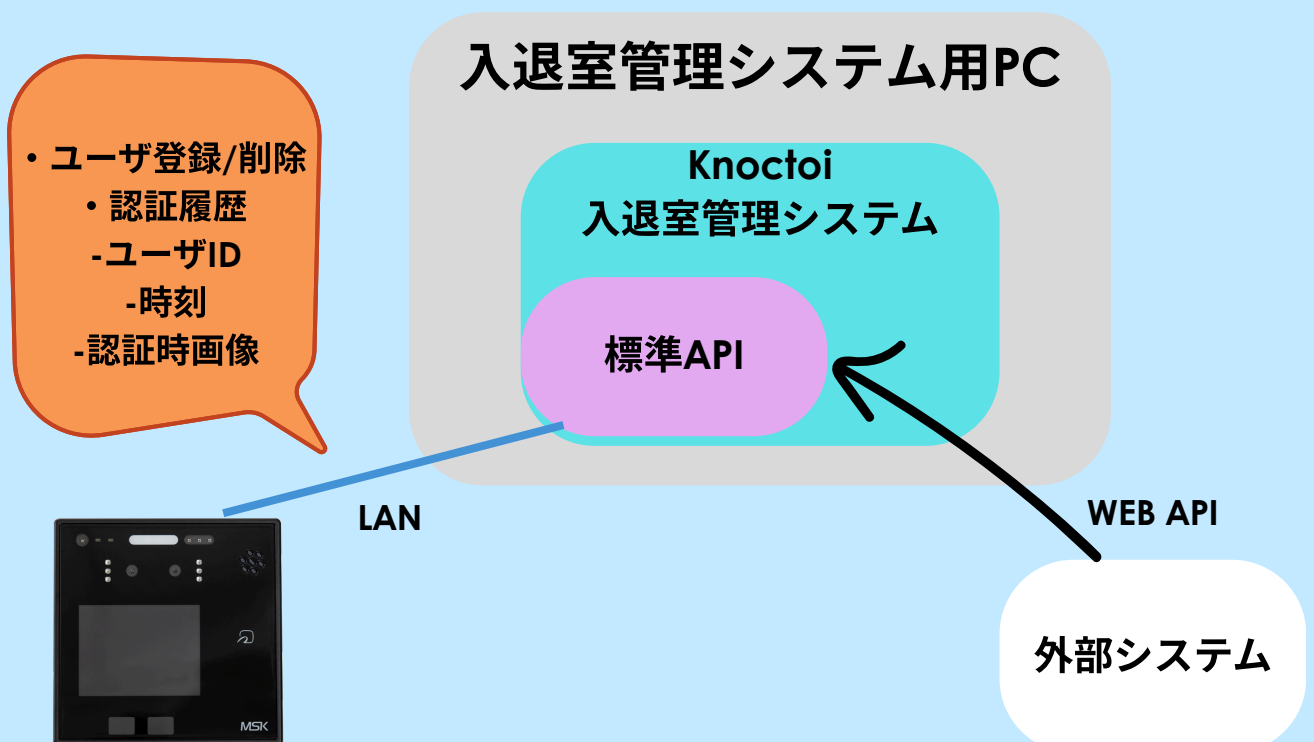 入退室管理システム用PC
・ユーザ登録/削除
・認証履歴
-ユーザID
-時刻
-認証時画像
Knoctoi
入退室管理システム
標準API
LAN
WEB API
外部システム
MSK